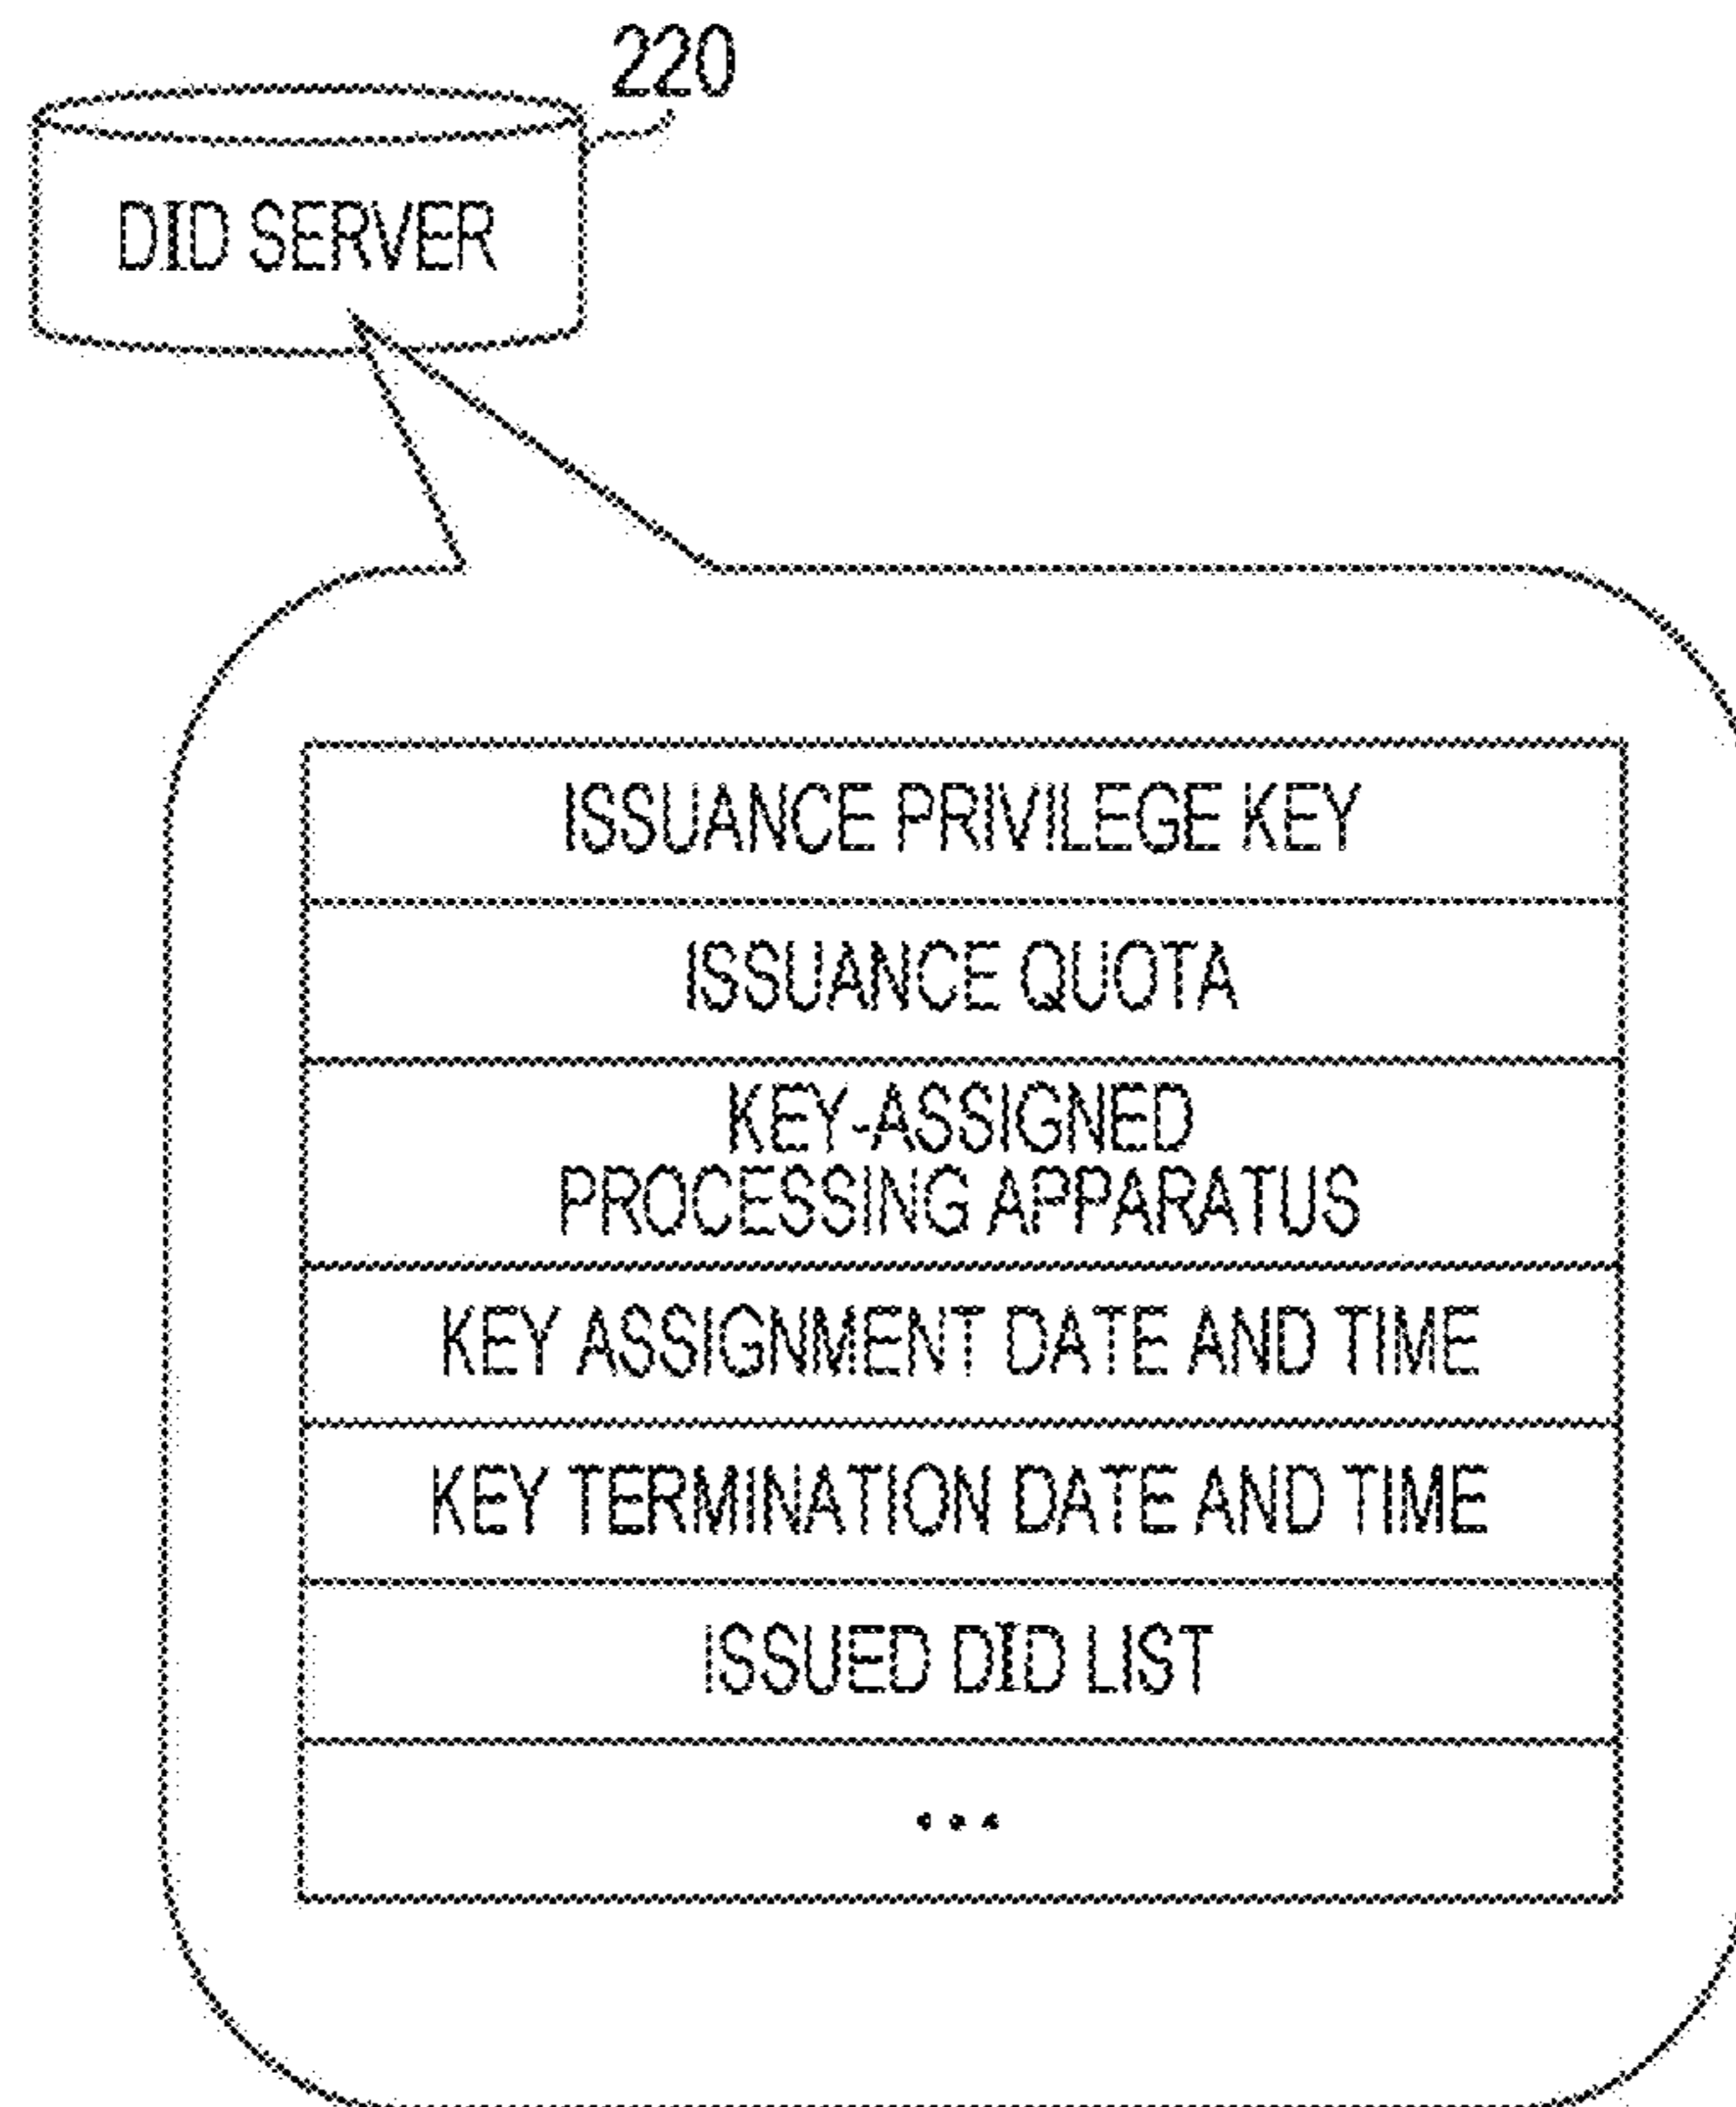 220
DID SERVER
ISSUANCE PRIVILEGE KEY
ISSUANCE QUOTA
KEY-ASSIGNED
PROCESSING APPARATUS
KEY ASSIGNMENT DATE AND TIME
KEY TERMINATION DATE AND TIME
ISSUED DID LIST
...